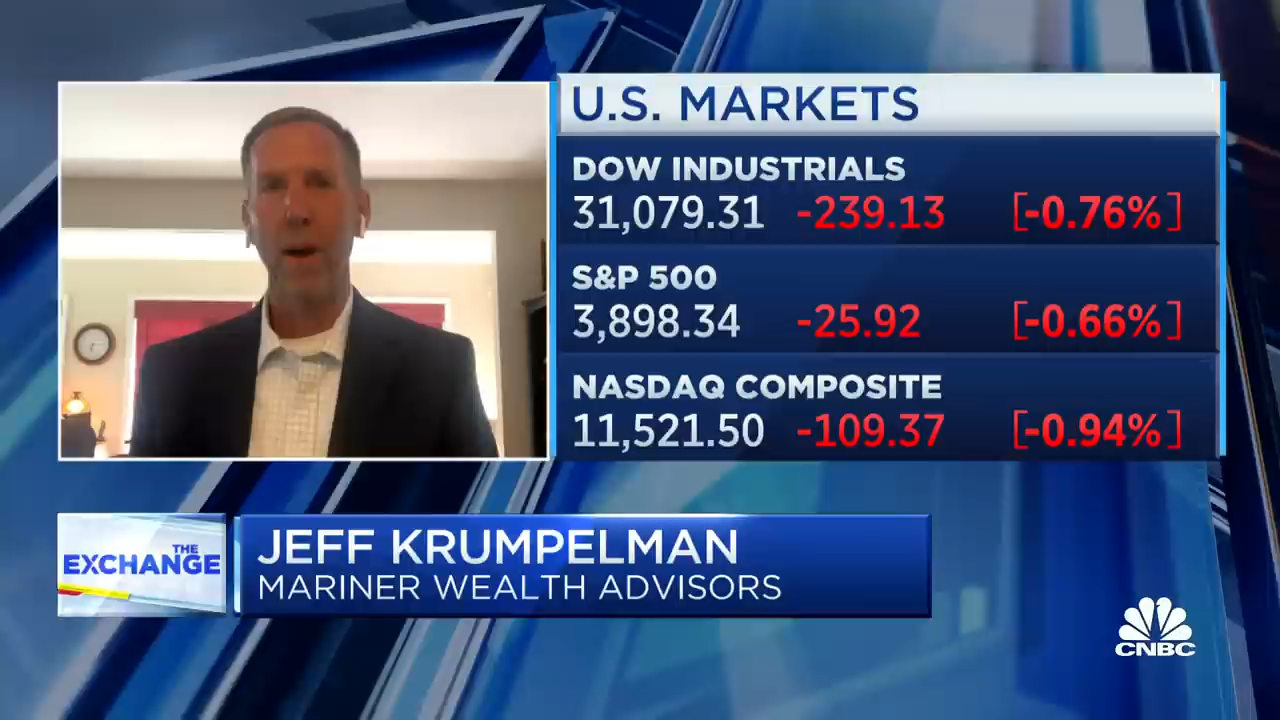 U.S. MARKETS
DOW INDUSTRIALS
31,079.31 -239.13 [-0.76%]
S&P 500
3,898.34 -25.92 [-0.66%]
NASDAQ COMPOSITE
11,521.50 -109.37 [-0.94%]
THE
EXCHANGE
JEFF KRUMPELMAN
MARINER WEALTH ADVISORS
CNBC